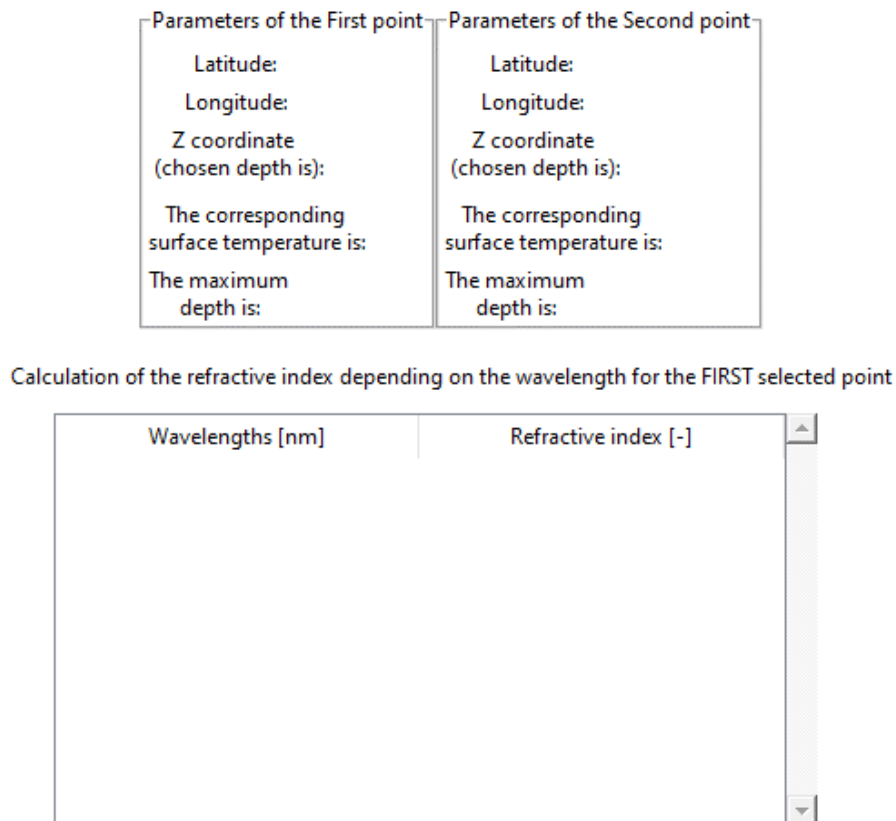 Parameters of the First point
Latitude:
Longitude:
Z coordinate
(chosen depth is):
The corresponding
surface temperature is:
The maximum
depth is:
Parameters of the Second point
Latitude:
Longitude:
Z coordinate
(chosen depth is):
The corresponding
surface temperature is:
The maximum
depth is:
Calculation of the refractive index depending on the wavelength for the FIRST selected point
Wavelengths [nm]
Refractive index [-]